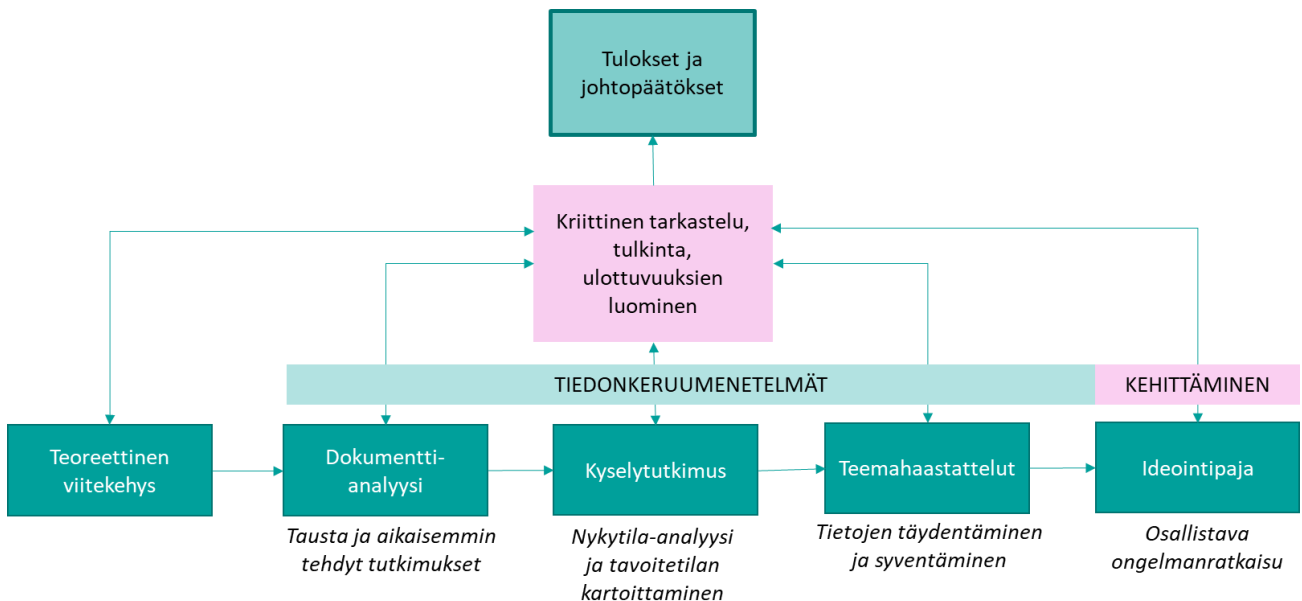 Tulokset ja
johtopäätökset
Kriittinen tarkastelu,
tulkinta,
ulottuvuuksien
luominen
TIEDONKERUUMENETELMÄT
KEHITTÄMINEN
Teoreettinen
viitekehys
Dokumentti-
analyysi
Kyselytutkimus
Teemahaastattelut
Ideointipaja
Tausta ja aikaisemmin
tehdyt tutkimukset
Nykytila-analyysi
ja tavoitetilan
kartoittaminen
Tietojen täydentäminen
ja syventäminen
Osallistava
ongelmanratkaisu